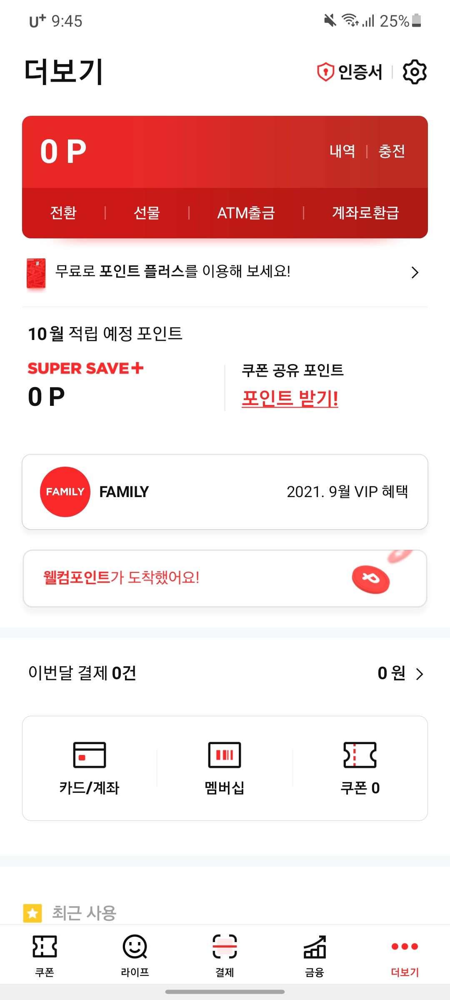 U+ 9:45 25%
더보기 인증서
0 P 내역 충전
전환 선물 ATM출금 계좌로환급
무료로 포인트 플러스를 이용해 보세요!
10월 적립 예정 포인트
SUPER SAVE+
0 P
쿠폰 공유 포인트
포인트 받기!
FAMILY FAMILY 2021. 9월 VIP 혜택
웰컴포인트가 도착했어요!
P
이번달 결제 0건 0 원
카드/계좌 멤버십 쿠폰 0
최근 사용
쿠폰 라이프 결제 금융 더보기